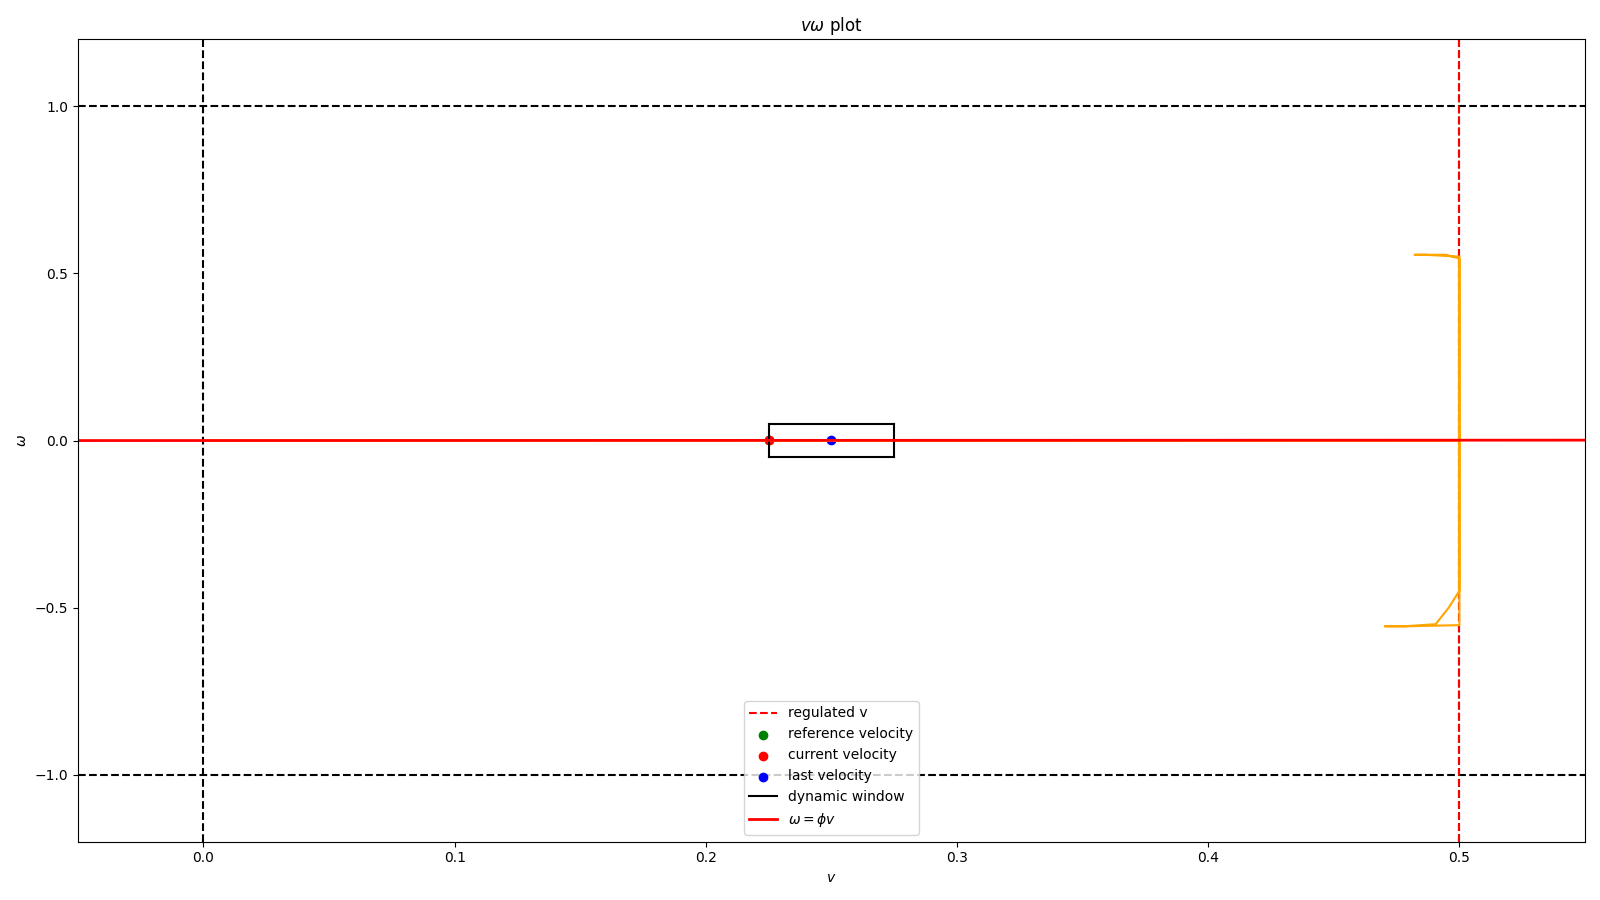 vω plot
ω
1.0
0.5
0.0
−0.5
−1.0
regulated v
reference velocity
current velocity
last velocity
dynamic window
ω = ϕv
0.0 0.1 0.2 0.3 0.4 0.5
v